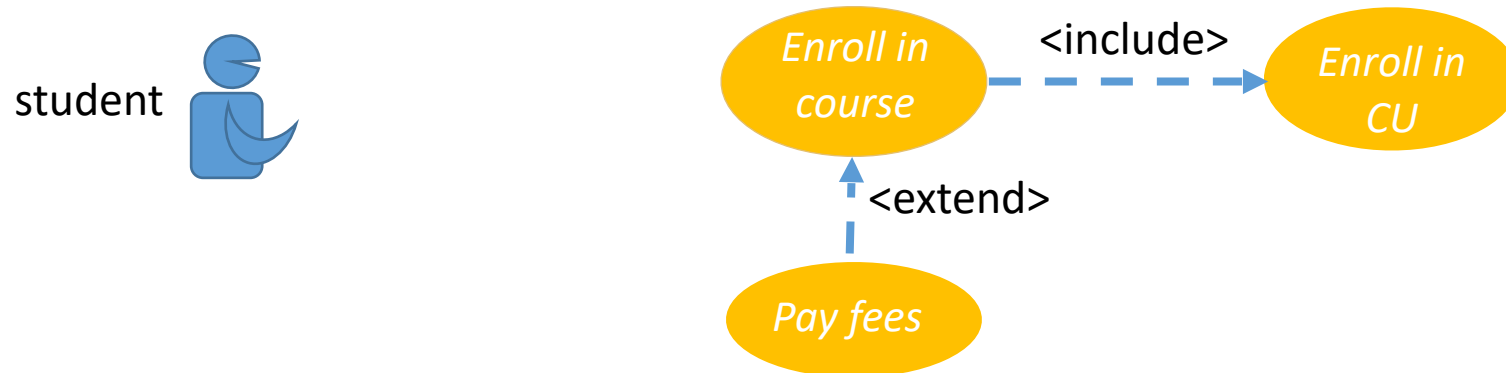 student
Enroll in
course
<include>
Enroll in
CU
<extend>
Pay fees